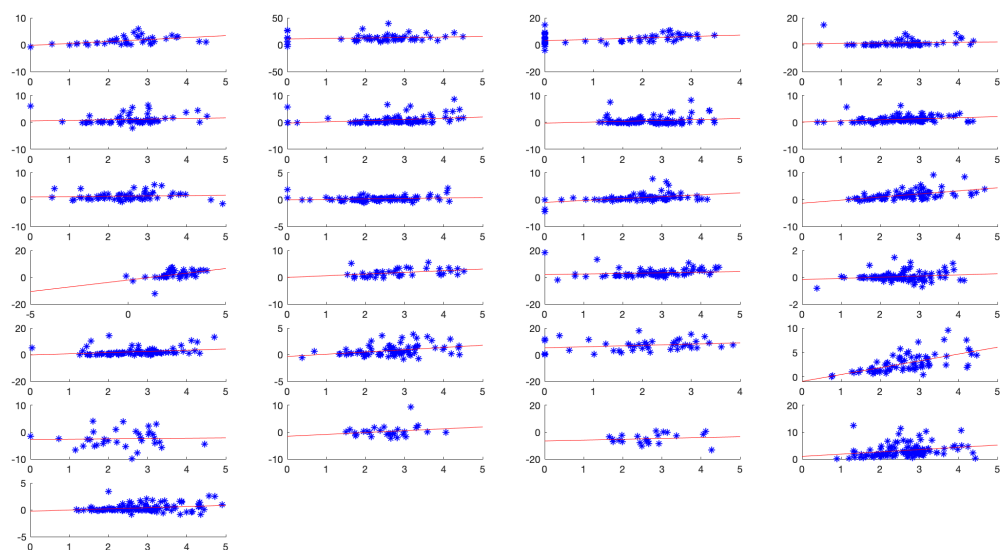 10 50 20 20
0 0 0 0
-10 -50 -20 -20
0 1 2 3 4 5 0 1 2 3 4 5 0 1 2 3 4 0 1 2 3 4 5
10 10 10 10
0 0 0 0
-10 -10 -10 -10
0 1 2 3 4 5 0 1 2 3 4 5 0 1 2 3 4 5 0 1 2 3 4 5
10 5 10 10
0 0 0 0
-10 -5 -10 -10
0 1 2 3 4 5 0 1 2 3 4 5 0 1 2 3 4 5 0 1 2 3 4 5
20 10 20 2
0 0 0 0
-20 -10 -20 -2
-5 0 5 0 1 2 3 4 5 0 1 2 3 4 5 0 1 2 3 4 5
20 5 20 10
0 0 0 5
-20 -5 -20 0
0 1 2 3 4 5 0 1 2 3 4 5 0 1 2 3 4 0 1 2 3 4 5
10 10 20 20
0 0 0 10
-10 -10 -20 0
0 1 2 3 4 5 0 1 2 3 4 5 0 1 2 3 4 5 0 1 2 3 4 5
5
0
-5
0 1 2 3 4 5